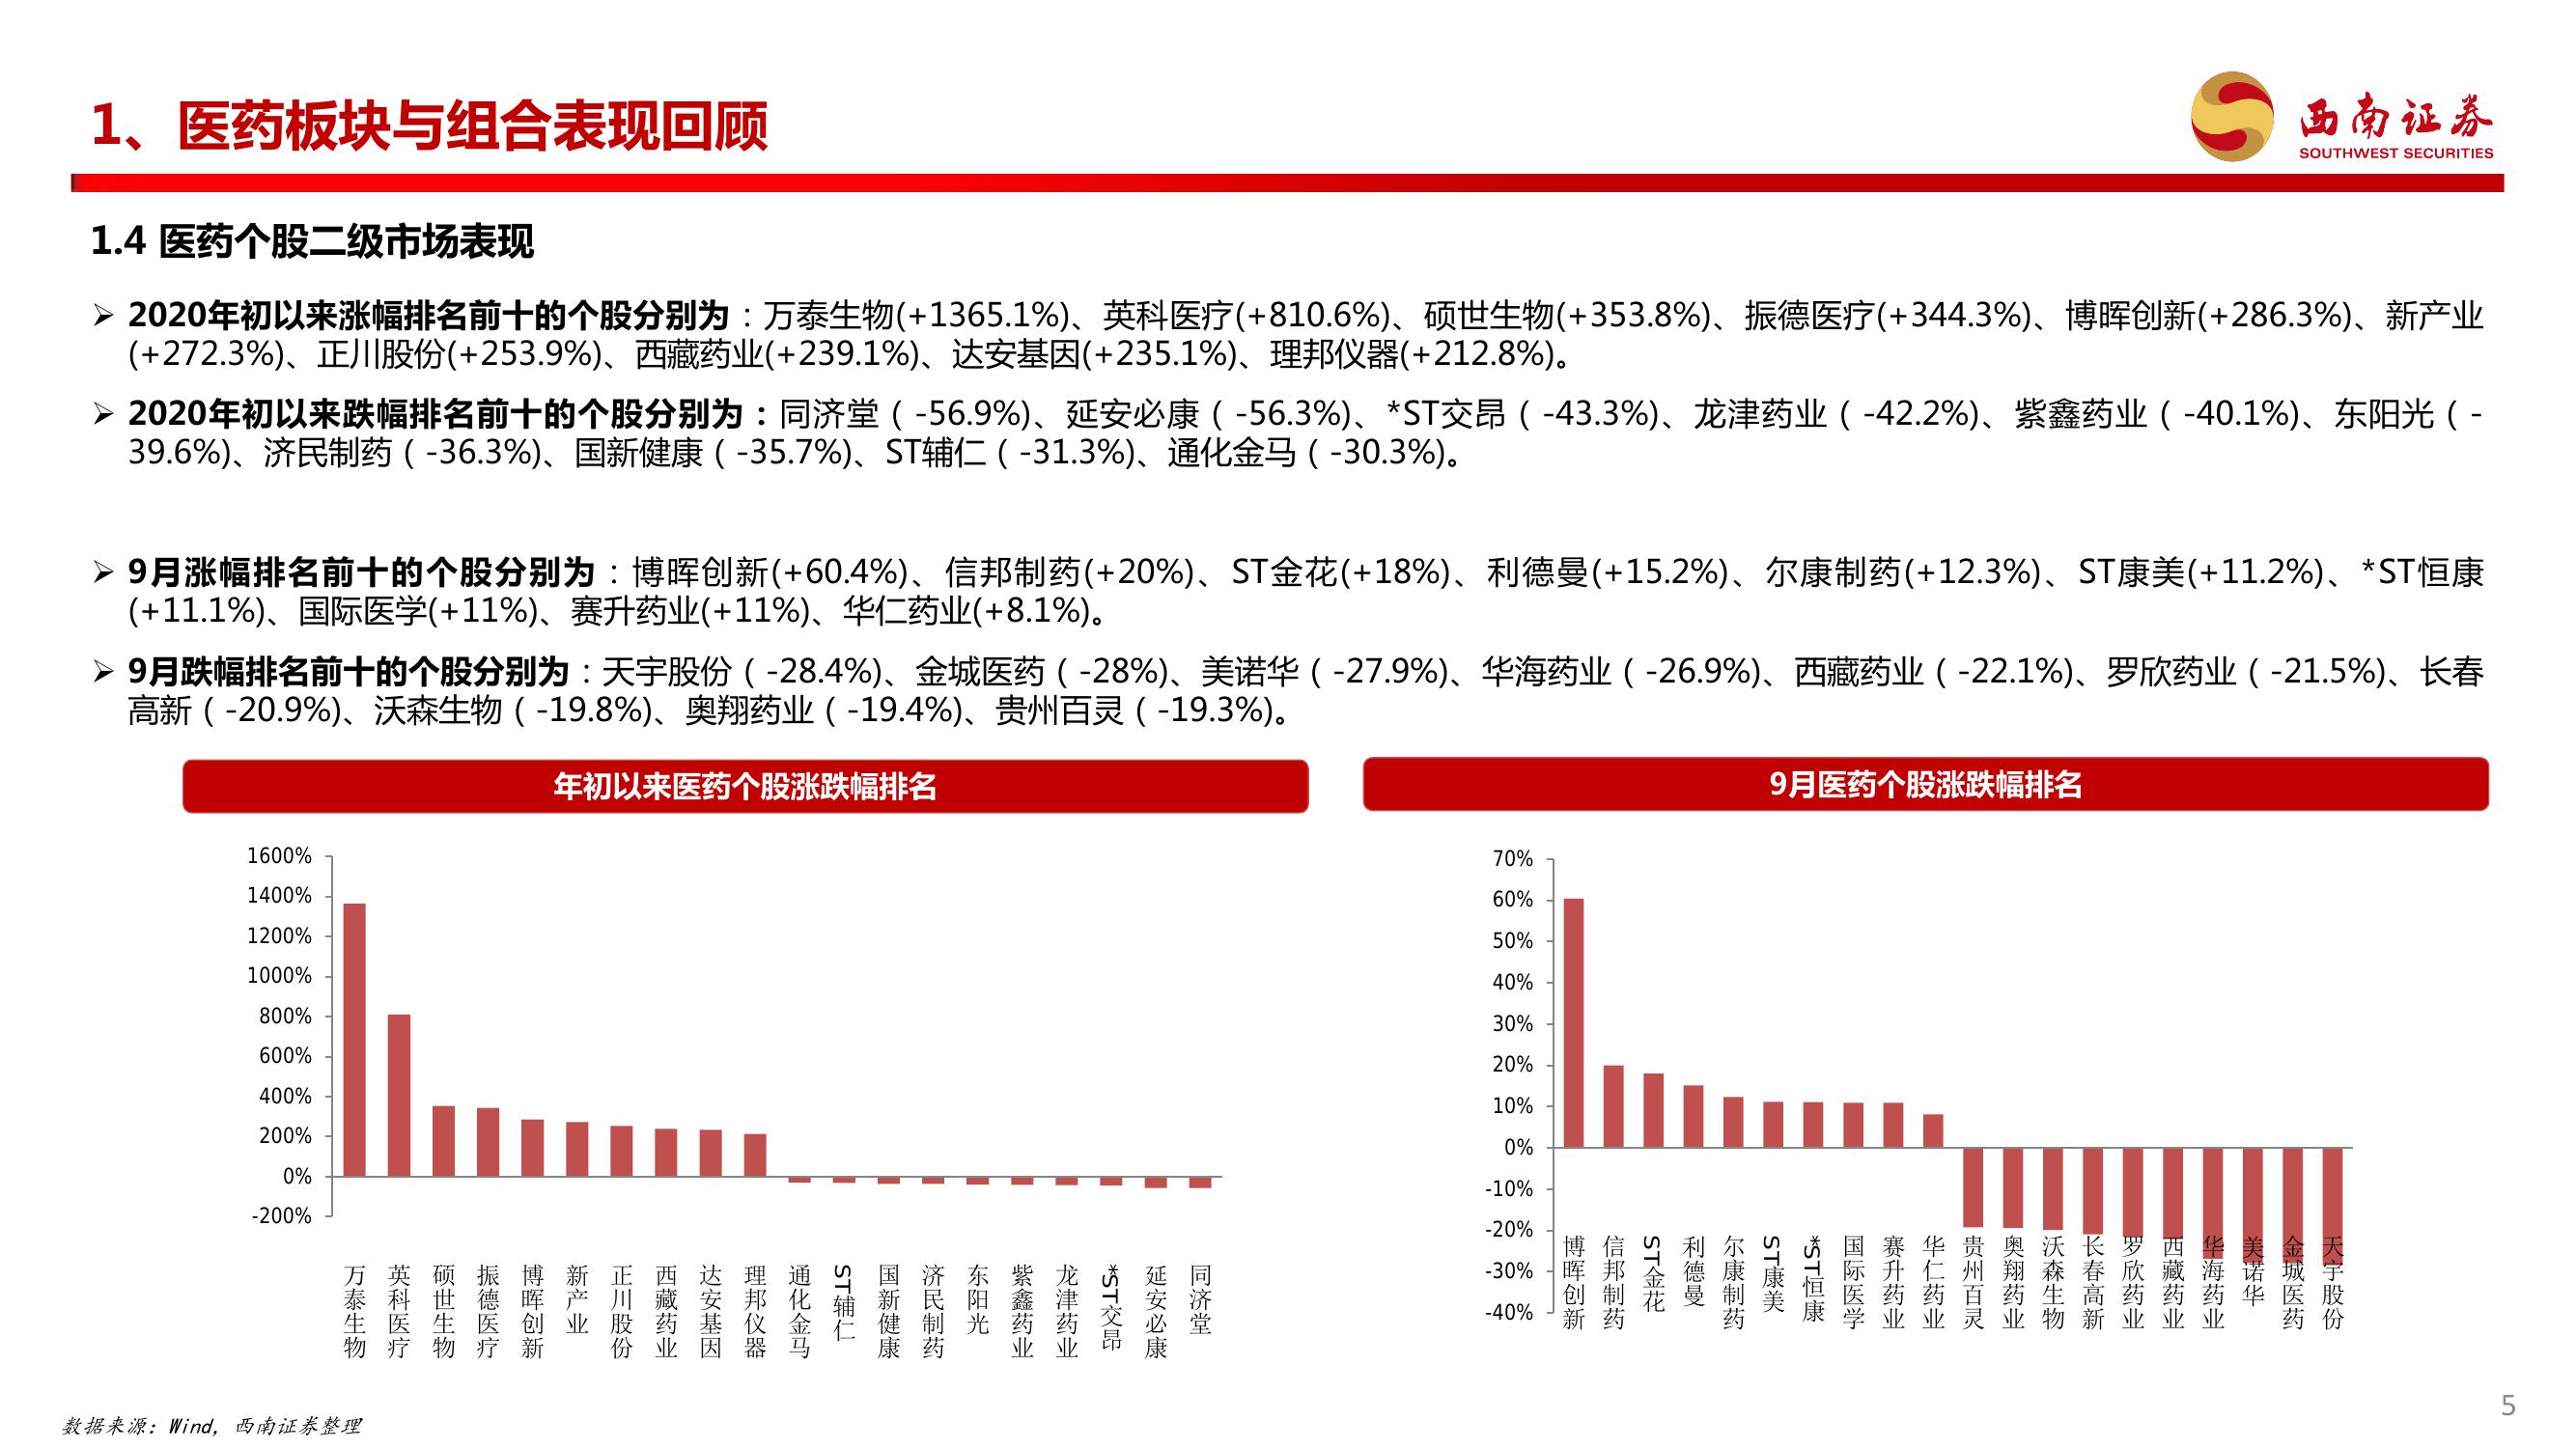 1、医药板块与组合表现回顾
西南证券
SOUTHWEST SECURITIES
1.4 医药个股二级市场表现
➢ 2020年初以来涨幅排名前十的个股分别为：万泰生物(+1365.1%)、英科医疗(+810.6%)、硕世生物(+353.8%)、振德医疗(+344.3%)、博晖创新(+286.3%)、新产业
(+272.3%)、正川股份(+253.9%)、西藏药业(+239.1%)、达安基因(+235.1%)、理邦仪器(+212.8%)。
➢ 2020年初以来跌幅排名前十的个股分别为：同济堂（ -56.9%)、延安必康（ -56.3%)、*ST交昂（ -43.3%)、龙津药业（ -42.2%)、紫鑫药业（ -40.1%)、东阳光（ -
39.6%)、济民制药（ -36.3%)、国新健康（ -35.7%)、ST辅仁（ -31.3%)、通化金马（ -30.3%)。
➢ 9月涨幅排名前十的个股分别为：博晖创新(+60.4%)、信邦制药(+20%)、ST金花(+18%)、利德曼(+15.2%)、尔康制药(+12.3%)、ST康美(+11.2%)、*ST恒康
(+11.1%)、国际医学(+11%)、赛升药业(+11%)、华仁药业(+8.1%)。
➢ 9月跌幅排名前十的个股分别为：天宇股份（ -28.4%)、金城医药（ -28%)、美诺华（ -27.9%)、华海药业（ -26.9%)、西藏药业（ -22.1%)、罗欣药业（ -21.5%)、长春
高新（ -20.9%)、沃森生物（ -19.8%)、奥翔药业（ -19.4%)、贵州百灵（ -19.3%)。
年初以来医药个股涨跌幅排名
1600%
1400%
1200%
1000%
800%
600%
400%
200%
0%
-200%
万泰生物
英科医疗
硕世生物
振德医疗
博晖创新
新产业
正川股份
西藏药业
达安基因
理邦仪器
通化金马
ST辅仁
国新健康
济民制药
东阳光
紫鑫药业
龙津药业
*ST交昂
延安必康
同济堂
9月医药个股涨跌幅排名
70%
60%
50%
40%
30%
20%
10%
0%
-10%
-20%
-30%
-40%
博晖创新
信邦制药
ST金花
利德曼
尔康制药
ST康美
*ST恒康
国际医学
赛升药业
华仁药业
贵州百灵
奥翔药业
沃森生物
长春高新
罗欣药业
西藏药业
华海药业
美诺华
金城医药
天宇股份
数据来源：Wind，西南证券整理
5